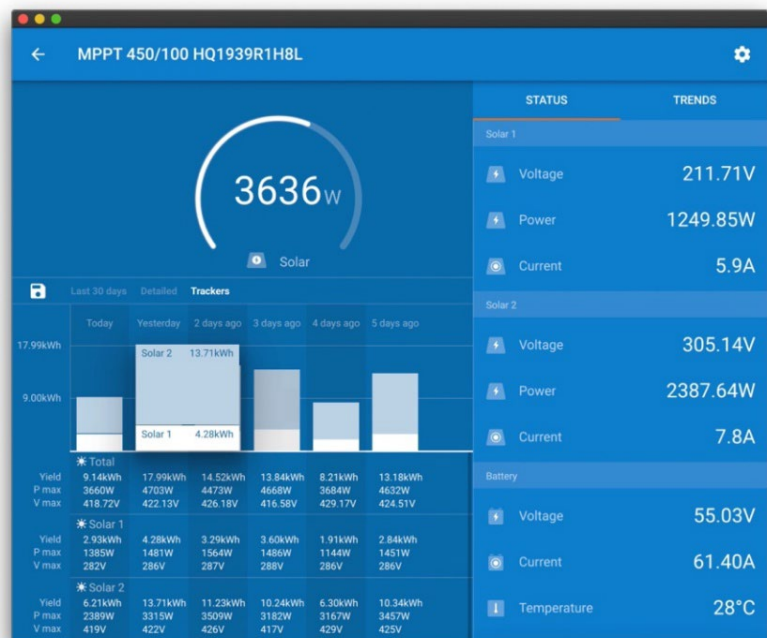 MPPT 450/100 HQ1939R1H8L
3636W
Solar
Last 30 days Detailed Trackers
Today Yesterday 2 days ago 3 days ago 4 days ago 5 days ago
17.99kWh
9.00kWh
Solar 2 13.71kWh
Solar 1 4.28kWh
Total
Yield 9.14kWh 17.99kWh 14.52kWh 13.84kWh 8.21kWh 13.18kWh
P max 3660W 4703W 4473W 4668W 3684W 4632W
V max 418.72V 422.13V 426.18V 416.58V 429.17V 424.51V
Solar 1
Yield 2.93kWh 4.28kWh 3.29kWh 3.60kWh 1.91kWh 2.84kWh
P max 1385W 1481W 1564W 1486W 1144W 1451W
V max 282V 286V 287V 288V 286V 286V
Solar 2
Yield 6.21kWh 13.71kWh 11.23kWh 10.24kWh 6.30kWh 10.34kWh
P max 2389W 3315W 3509W 3182W 3167W 3457W
V max 419V 422V 426V 417V 429V 425V
STATUS TRENDS
Solar 1
Voltage 211.71V
Power 1249.85W
Current 5.9A
Solar 2
Voltage 305.14V
Power 2387.64W
Current 7.8A
Battery
Voltage 55.03V
Current 61.40A
Temperature 28°C